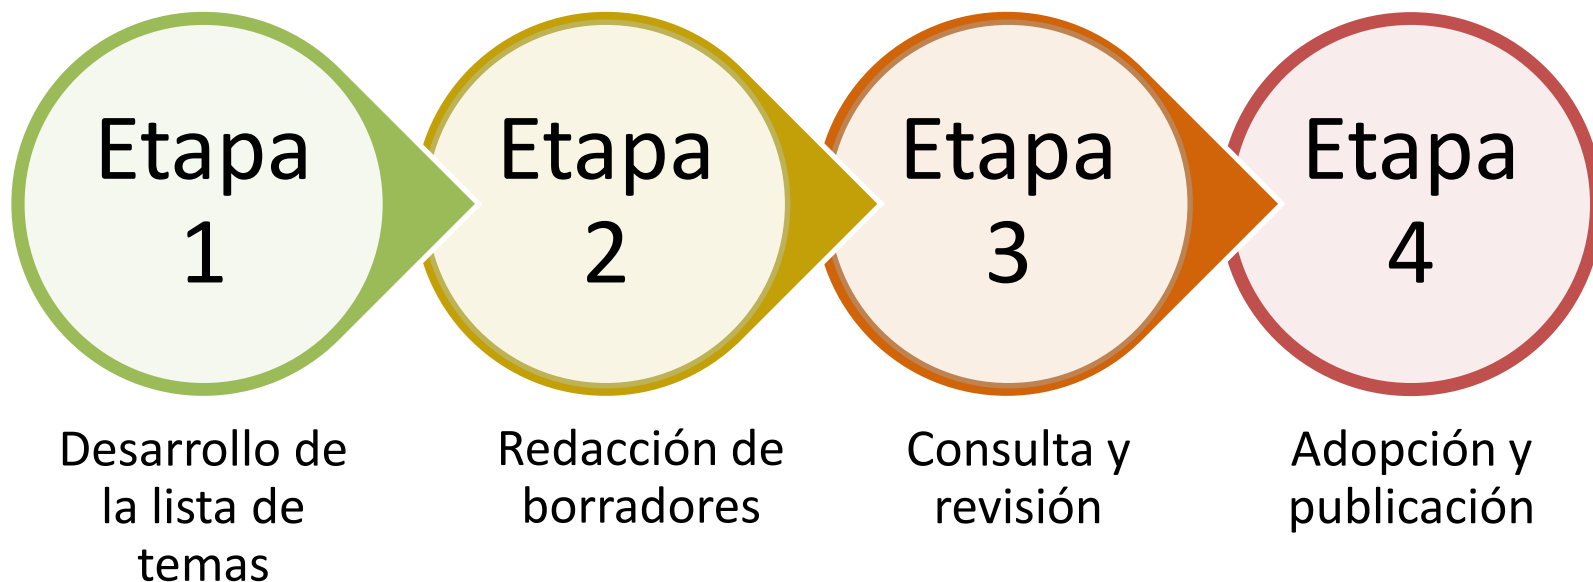 Etapa
1
Desarrollo de
la lista de
temas
Etapa
2
Redacción de
borradores
Etapa
3
Consulta y
revisión
Etapa
4
Adopción y
publicación